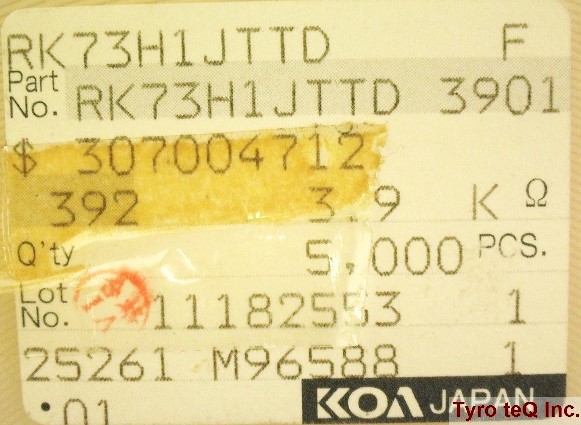 RK73H1JTTD F
Part No. RK73H1JTTD 3901
$ 307004712
392 3.9 K Ω
Q'ty 5,000 PCS.
Lot No. 11182553 1
25261 M96588 1
• 01
KOA JAPAN
Tyro teQ Inc.